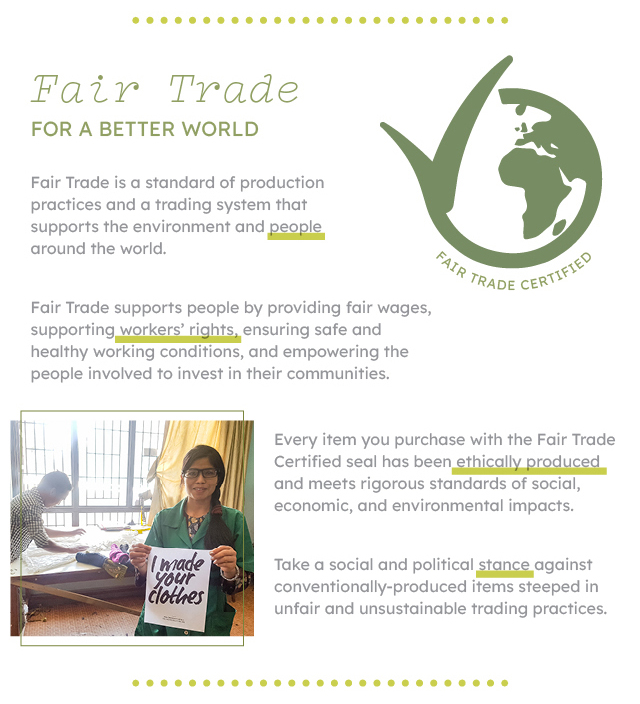 Fair Trade
FOR A BETTER WORLD
Fair Trade is a standard of production
practices and a trading system that
supports the environment and people
around the world.
FAIR TRADE CERTIFIED
Fair Trade supports people by providing fair wages,
supporting workers' rights, ensuring safe and
healthy working conditions, and empowering the
people involved to invest in their communities.
Every item you purchase with the Fair Trade
Certified seal has been ethically produced
and meets rigorous standards of social,
economic, and environmental impacts.
I made
your
clothes
Take a social and political stance against
conventionally-produced items steeped in
unfair and unsustainable trading practices.